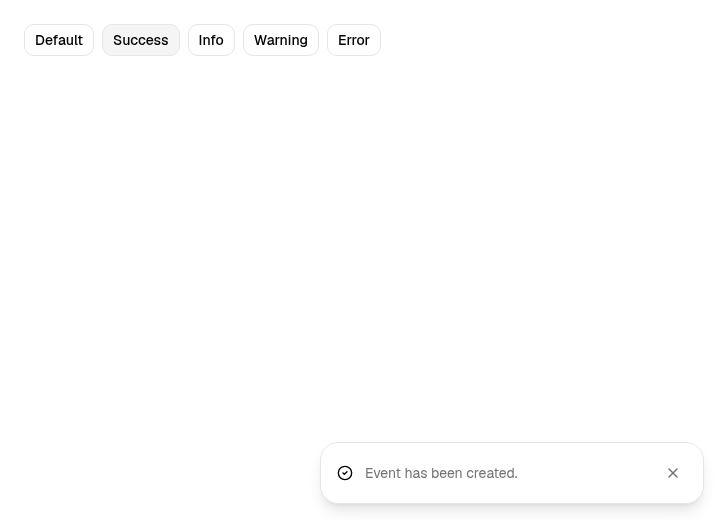 Default
Success
Info
Warning
Error
Event has been created.